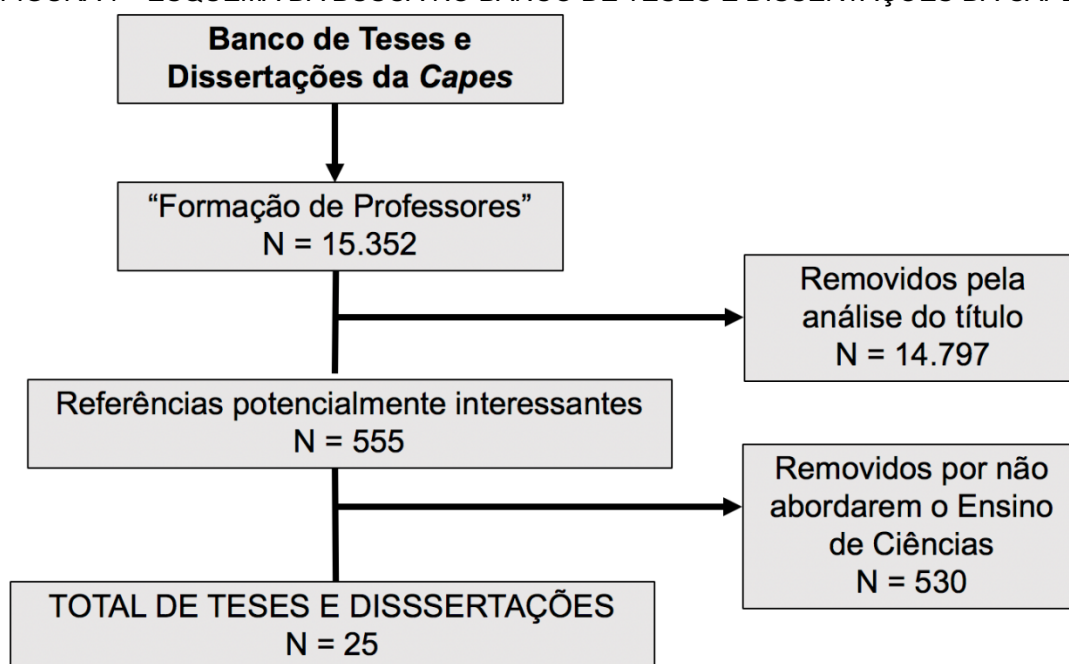 Banco de Teses e
Dissertações da Capes
“Formação de Professores”
N = 15.352
Removidos pela
análise do título
N = 14.797
Referências potencialmente interessantes
N = 555
Removidos por não
abordarem o Ensino
de Ciências
N = 530
TOTAL DE TESES E DISSSERTAÇÕES
N = 25